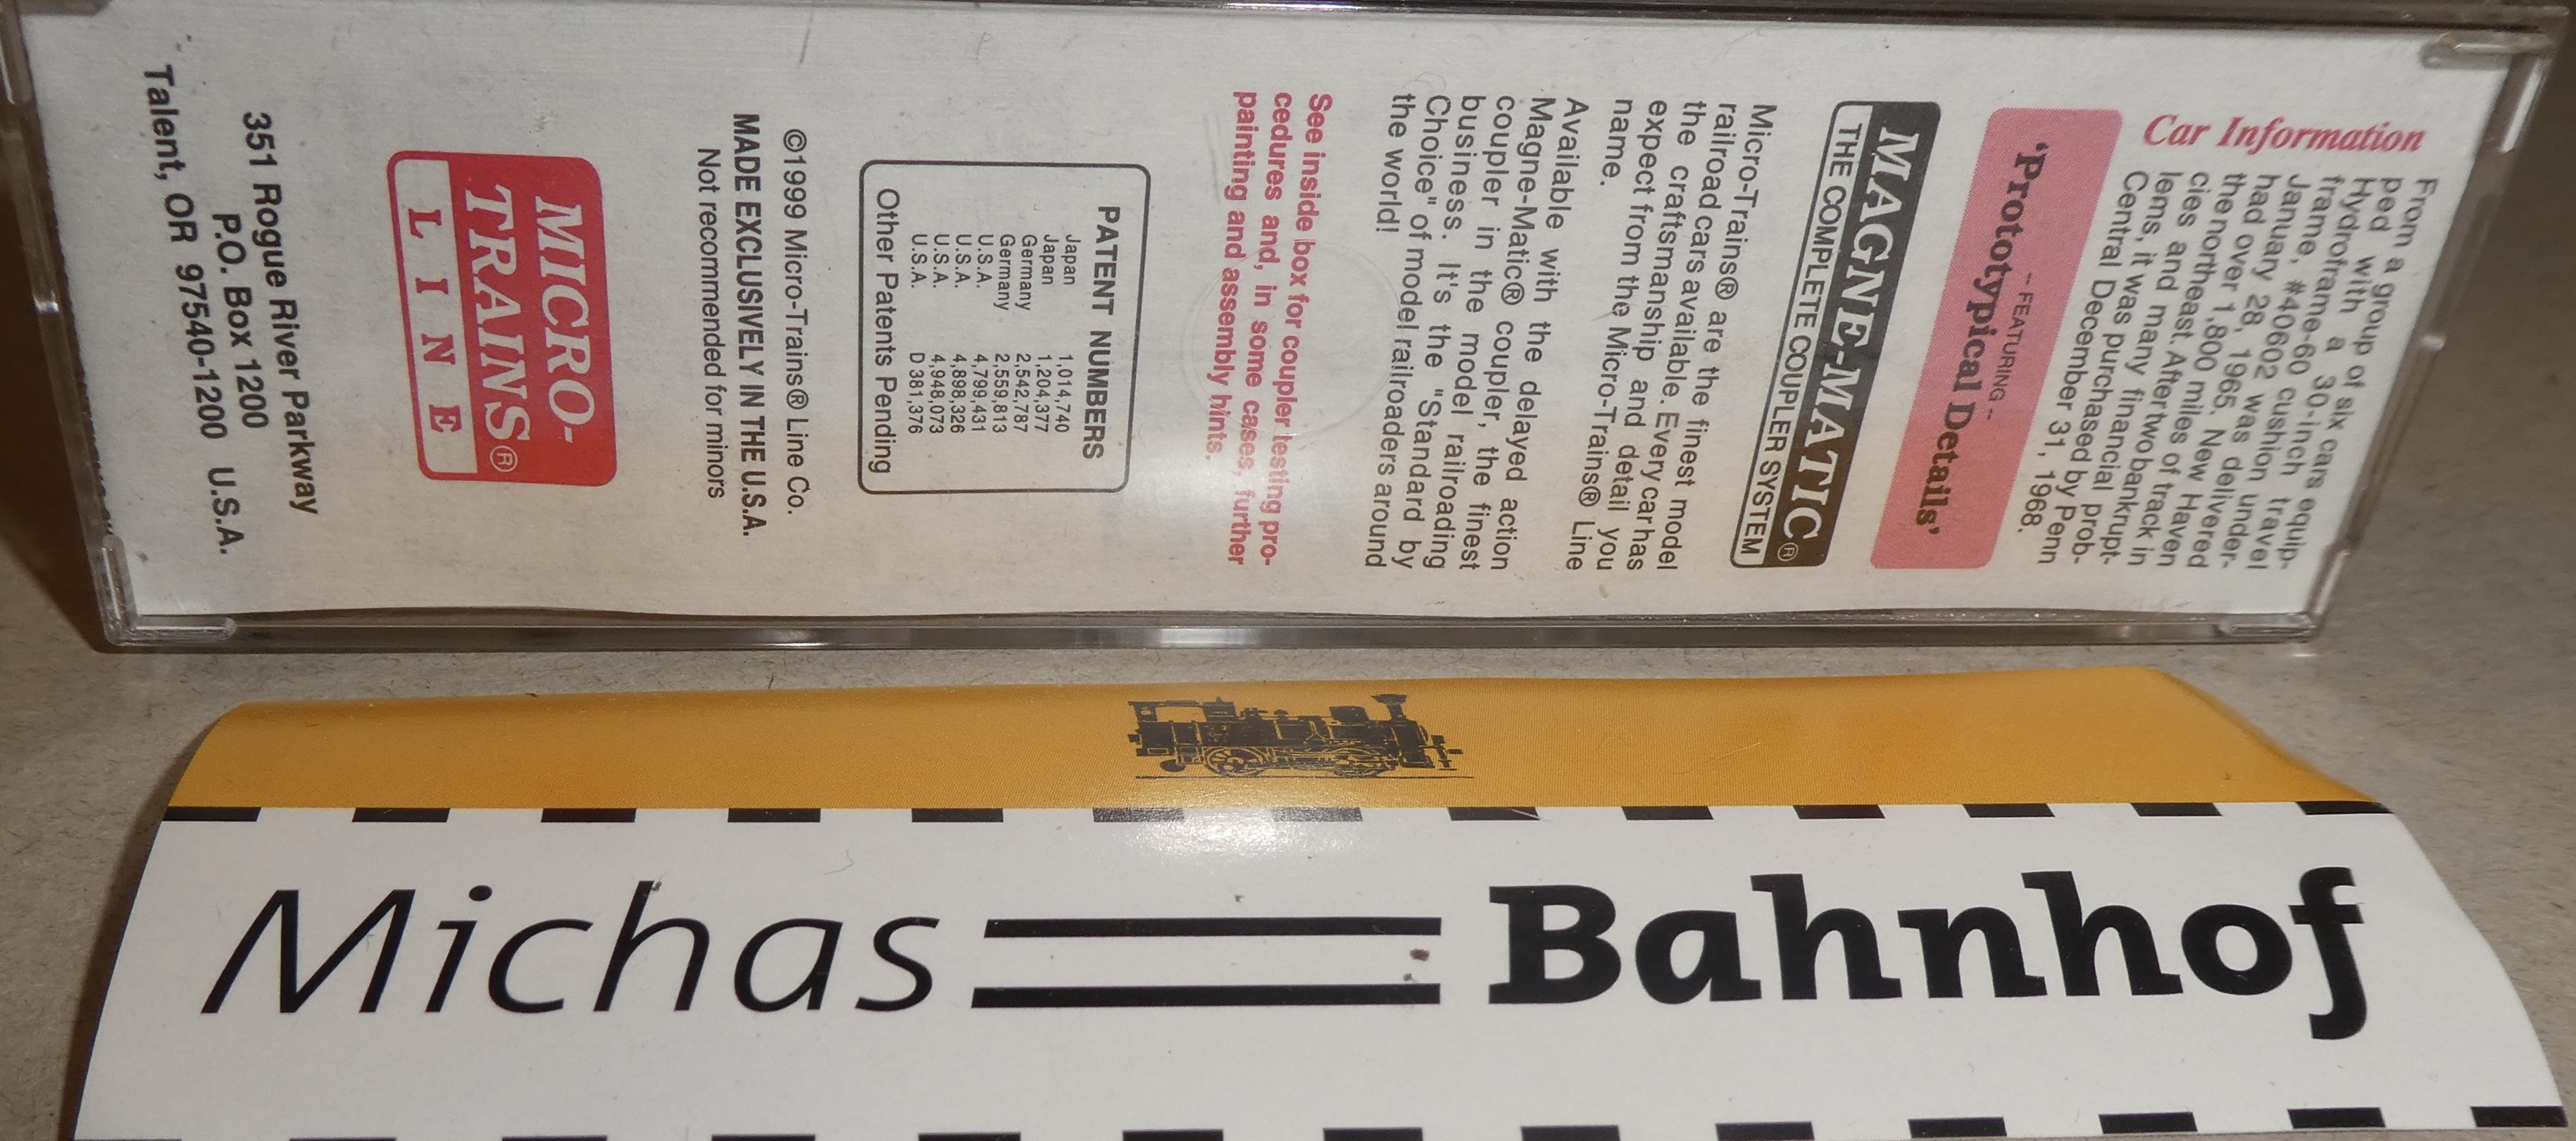 Car Information
From a group of six cars equip-
ped with a 30-inch travel
Hydroframe-60 cushion under-
frame, #40602 was delivered
January 28, 1965. New Haven
had over 1,800 miles of track in
the northeast. After two bankrupt-
cies and many financial prob-
lems, it was purchased by Penn
Central December 31, 1968.
-- FEATURING --
'Prototypical Details'
MAGNE-MATIC®
THE COMPLETE COUPLER SYSTEM
Micro-Trains® are the finest model
railroad cars available. Every car has
the craftsmanship and detail you
expect from the Micro-Trains® Line
name.
Available with the delayed action
Magne-Matic® coupler, the finest
coupler in the model railroading
business. It's the "Standard by
Choice" of model railroaders around
the world!
See inside box for coupler testing pro-
cedures and, in some cases, further
painting and assembly hints.
PATENT NUMBERS
Japan 1,014,740
Japan 1,204,377
Germany 2,542,787
Germany 2,559,813
U.S.A. 4,799,431
U.S.A. 4,898,326
U.S.A. 4,948,073
U.S.A. D 381,376
Other Patents Pending
©1999 Micro-Trains® Line Co.
MADE EXCLUSIVELY IN THE U.S.A.
Not recommended for minors
MICRO-
TRAINS®
LINE
351 Rogue River Parkway
P.O. Box 1200
Talent, OR 97540-1200 U.S.A.
Michas Bahnhof